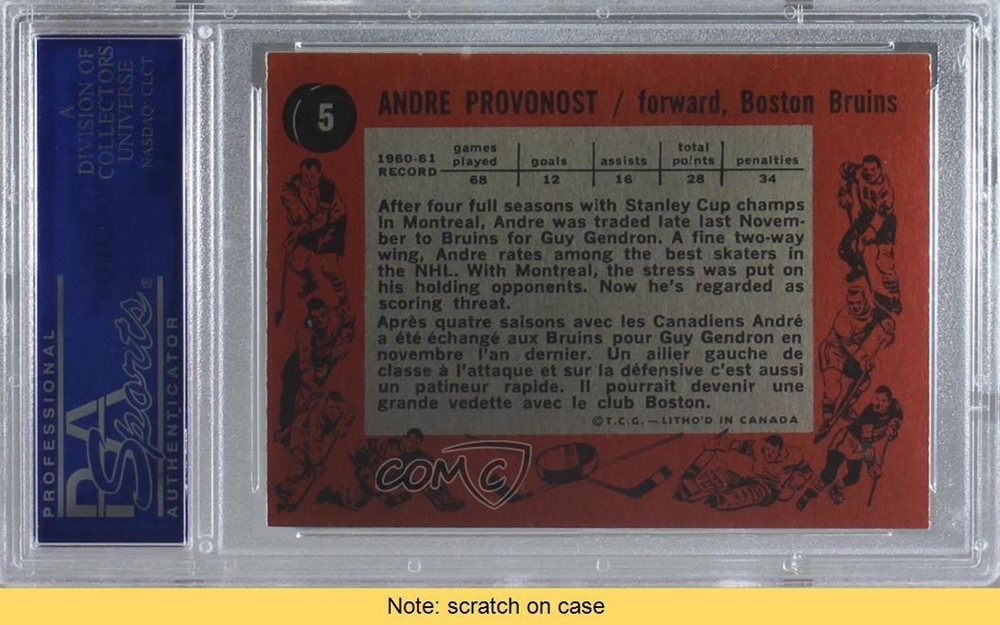 A
DIVISION OF
COLLECTORS
UNIVERSE
NASDAQ: CLCT
PROFESSIONAL
PSA
Sports®
AUTHENTICATOR
5
ANDRE PROVONOST / forward, Boston Bruins
1960-61 RECORD
games played goals assists total points penalties
68 12 16 28 34
After four full seasons with Stanley Cup champs
in Montreal, Andre was traded late last Novem-
ber to Bruins for Guy Gendron. A fine two-way
wing, Andre rates among the best skaters in
the NHL. With Montreal, the stress was put on
his holding opponents. Now he's regarded as
scoring threat.
Après quatre saisons avec les Canadiens André
a été échangé aux Bruins pour Guy Gendron en
novembre l'an dernier. Un ailier gauche de
classe à l'attaque et sur la défensive c'est aussi
un patineur rapide. Il pourrait devenir une
grande vedette avec le club Boston.
©T.C.G. — LITHO'D IN CANADA
COMC
Note: scratch on case